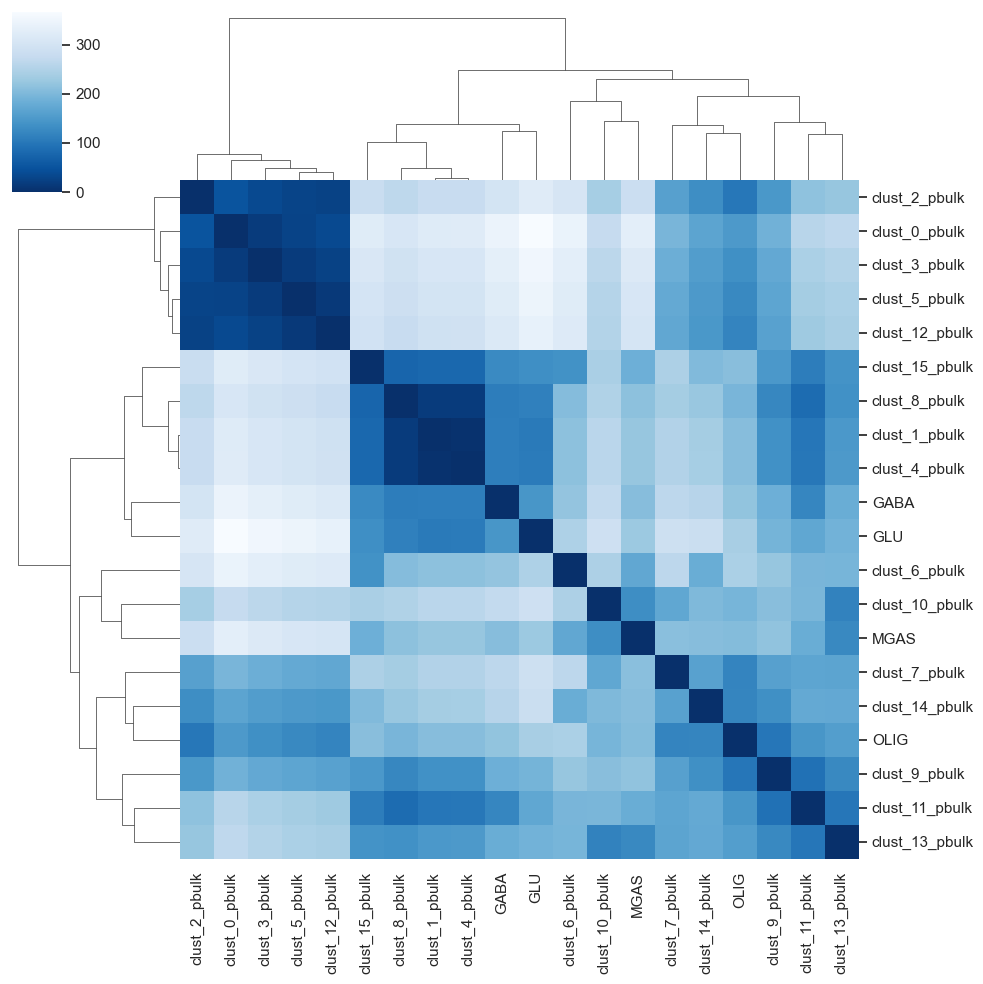 300
200
100
0
clust_2_pbulk
clust_0_pbulk
clust_3_pbulk
clust_5_pbulk
clust_12_pbulk
clust_15_pbulk
clust_8_pbulk
clust_1_pbulk
clust_4_pbulk
GABA
GLU
clust_6_pbulk
clust_10_pbulk
MGAS
clust_7_pbulk
clust_14_pbulk
OLIG
clust_9_pbulk
clust_11_pbulk
clust_13_pbulk
clust_2_pbulk
clust_0_pbulk
clust_3_pbulk
clust_5_pbulk
clust_12_pbulk
clust_15_pbulk
clust_8_pbulk
clust_1_pbulk
clust_4_pbulk
GABA
GLU
clust_6_pbulk
clust_10_pbulk
MGAS
clust_7_pbulk
clust_14_pbulk
OLIG
clust_9_pbulk
clust_11_pbulk
clust_13_pbulk